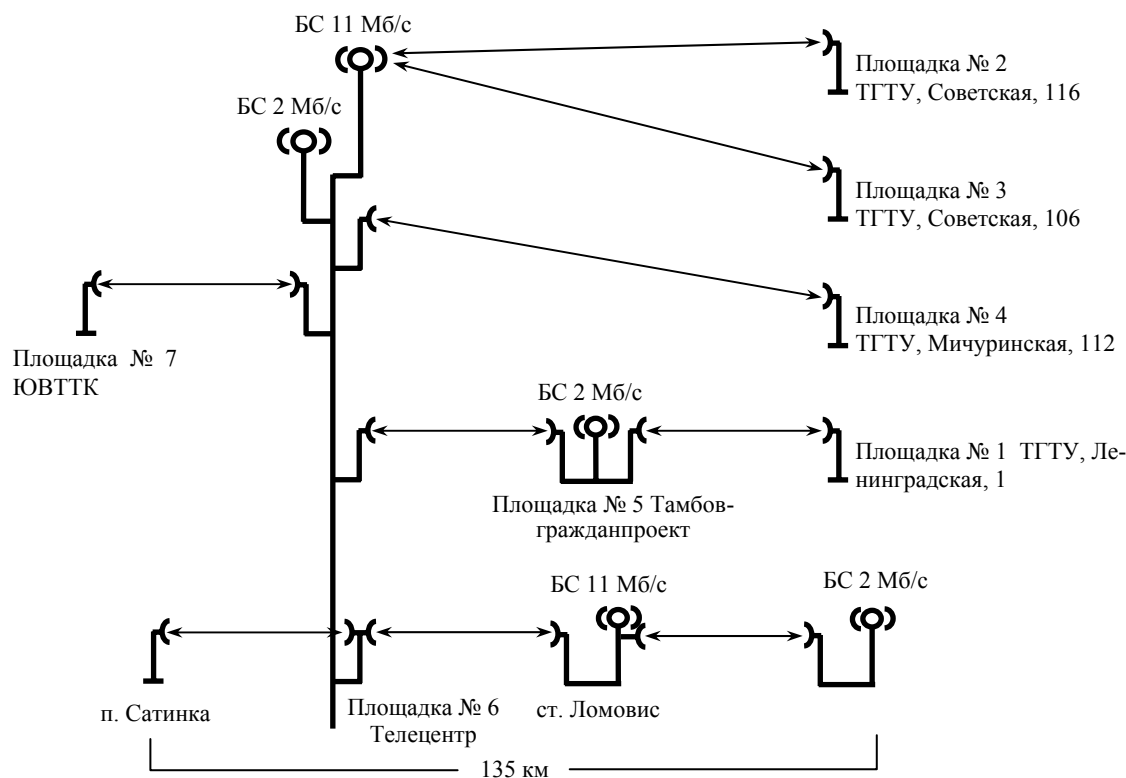 БС 11 Мб/с
БС 2 Мб/с
Площадка № 2
ТГТУ, Советская, 116
Площадка № 3
ТГТУ, Советская, 106
Площадка № 4
ТГТУ, Мичуринская, 112
Площадка № 7
ЮВТТК
БС 2 Мб/с
Площадка № 1 ТГТУ, Ле-
нинградская, 1
Площадка № 5 Тамбов-
гражданпроект
БС 11 Мб/с
БС 2 Мб/с
п. Сатинка
Площадка № 6
Телецентр
ст. Ломовис
135 км